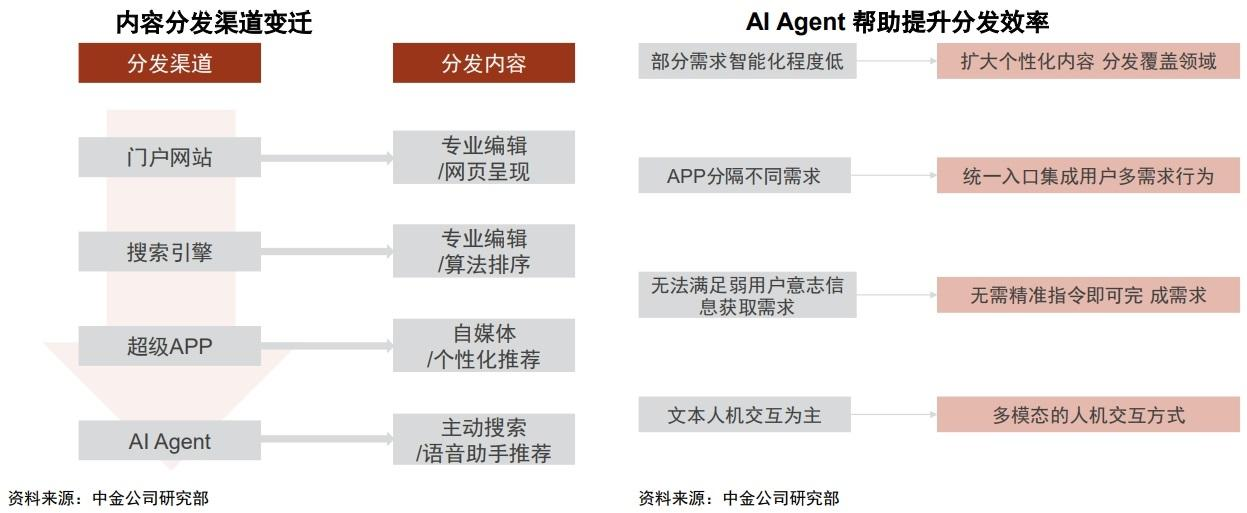 内容分发渠道变迁
分发渠道
分发内容
门户网站
专业编辑
/网页呈现
搜索引擎
专业编辑
/算法排序
超级APP
自媒体
/个性化推荐
AI Agent
主动搜索
/语音助手推荐
资料来源：中金公司研究部
AI Agent 帮助提升分发效率
部分需求智能化程度低
扩大个性化内容 分发覆盖领域
APP分隔不同需求
统一入口集成用户多需求行为
无法满足弱用户意志信
息获取需求
无需精准指令即可完 成需求
文本人机交互为主
多模态的人机交互方式
资料来源：中金公司研究部